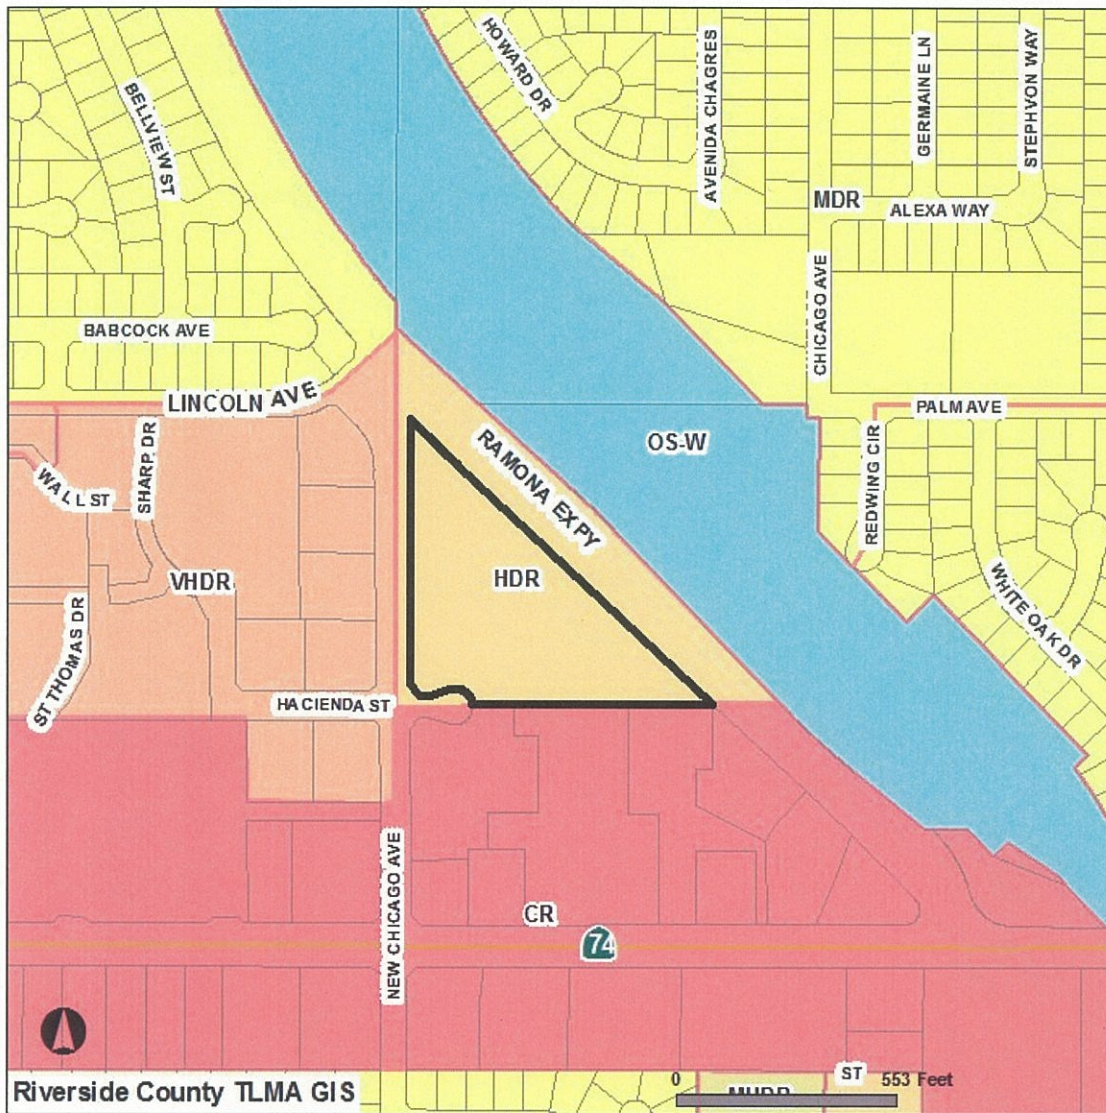 HOWARD DR
AVENIDA CHAGRES
GERMAINE LN
STEPHVON WAY
BELLVIEW ST
MDR
ALEXA WAY
CHICAGO AVE
BABCOCK AVE
LINCOLN AVE
PALM AVE
RAMONA EXPY
OS-W
REDWING CIR
SHARP DR
WALL ST
HDR
VHDR
WHITE OAK DR
ST THOMAS DR
HACIENDA ST
NEW CHICAGO AVE
CR
74
Riverside County TLMA GIS
0
553 Feet
ST
MHDR